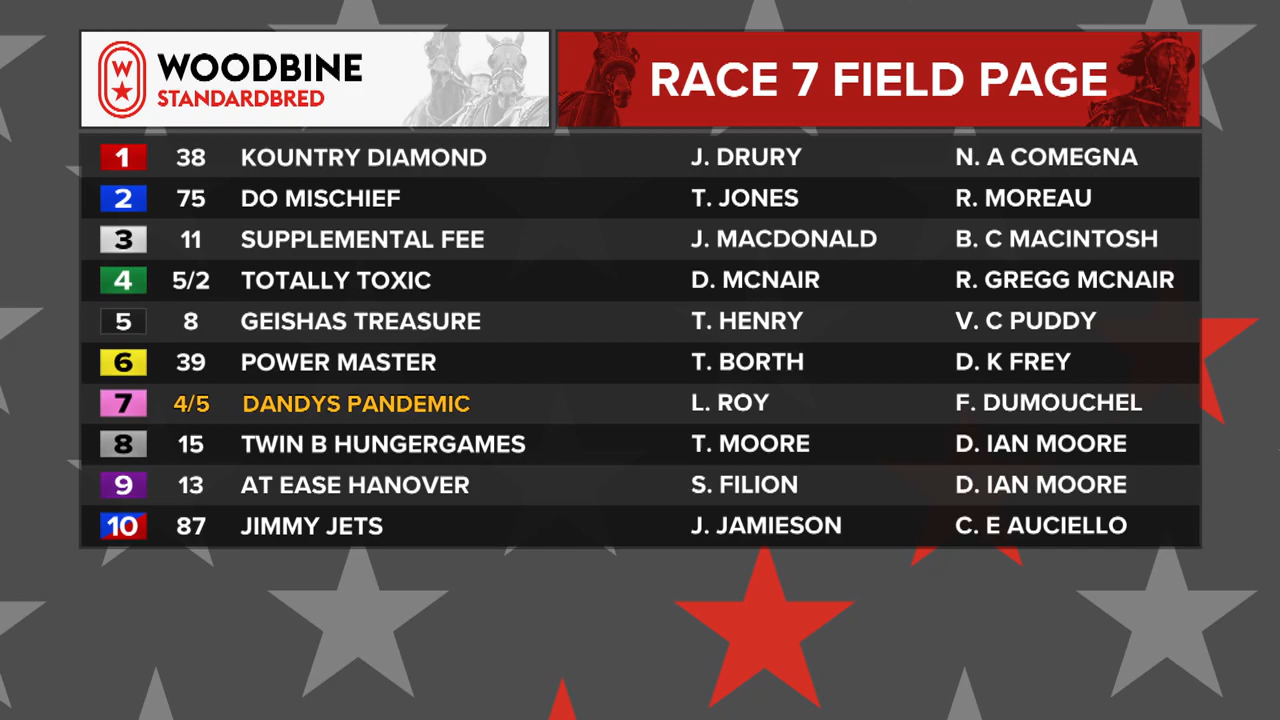 W
WOODBINE
STANDARDBRED
RACE 7 FIELD PAGE
1 38 KOUNTRY DIAMOND J. DRURY N. A COMEGNA
2 75 DO MISCHIEF T. JONES R. MOREAU
3 11 SUPPLEMENTAL FEE J. MACDONALD B. C MACINTOSH
4 5/2 TOTALLY TOXIC D. MCNAIR R. GREGG MCNAIR
5 8 GEISHAS TREASURE T. HENRY V. C PUDDY
6 39 POWER MASTER T. BORTH D. K FREY
7 4/5 DANDYS PANDEMIC L. ROY F. DUMOUCHEL
8 15 TWIN B HUNGERGAMES T. MOORE D. IAN MOORE
9 13 AT EASE HANOVER S. FILION D. IAN MOORE
10 87 JIMMY JETS J. JAMIESON C. E AUCIELLO